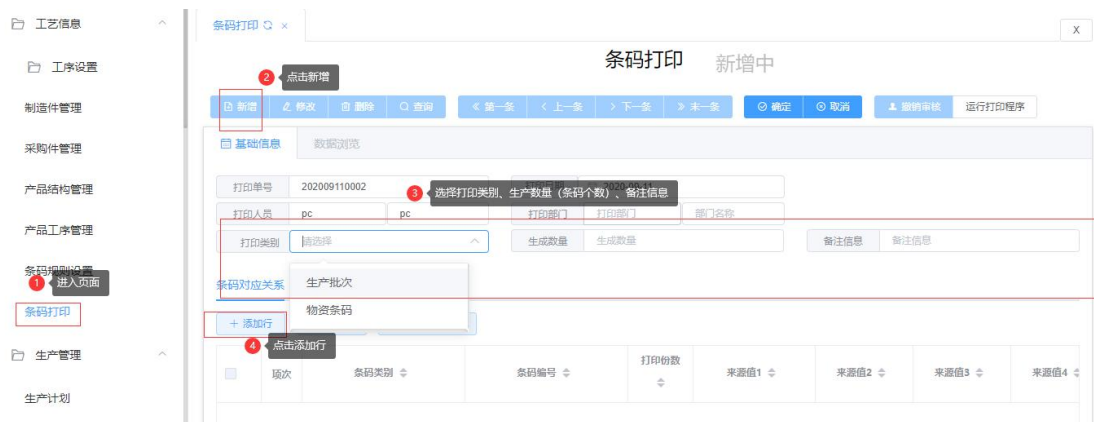 工艺信息
工序设置
制造件管理
采购件管理
产品结构管理
产品工序管理
条码规则设置
1 进入页面
条码打印
生产管理
生产计划
条码打印
X
条码打印 新增中
2 点击新增
新增 修改 删除 查询 第一条 上一条 下一条 末一条 确定 取消 撤销审核 运行打印程序
基础信息 数据浏览
打印单号 202009110002 打印日期 2020-09-11
3 选择打印类别、生产数量（条码个数）、备注信息
打印人员 pc pc 打印部门 打印部门 部门名称
打印类别 请选择 生成数量 生成数量 备注信息 备注信息
生产批次
物资条码
条码对应关系
+ 添加行
4 点击添加行
项次 条码类别 条码编号 打印份数 来源值1 来源值2 来源值3 来源值4